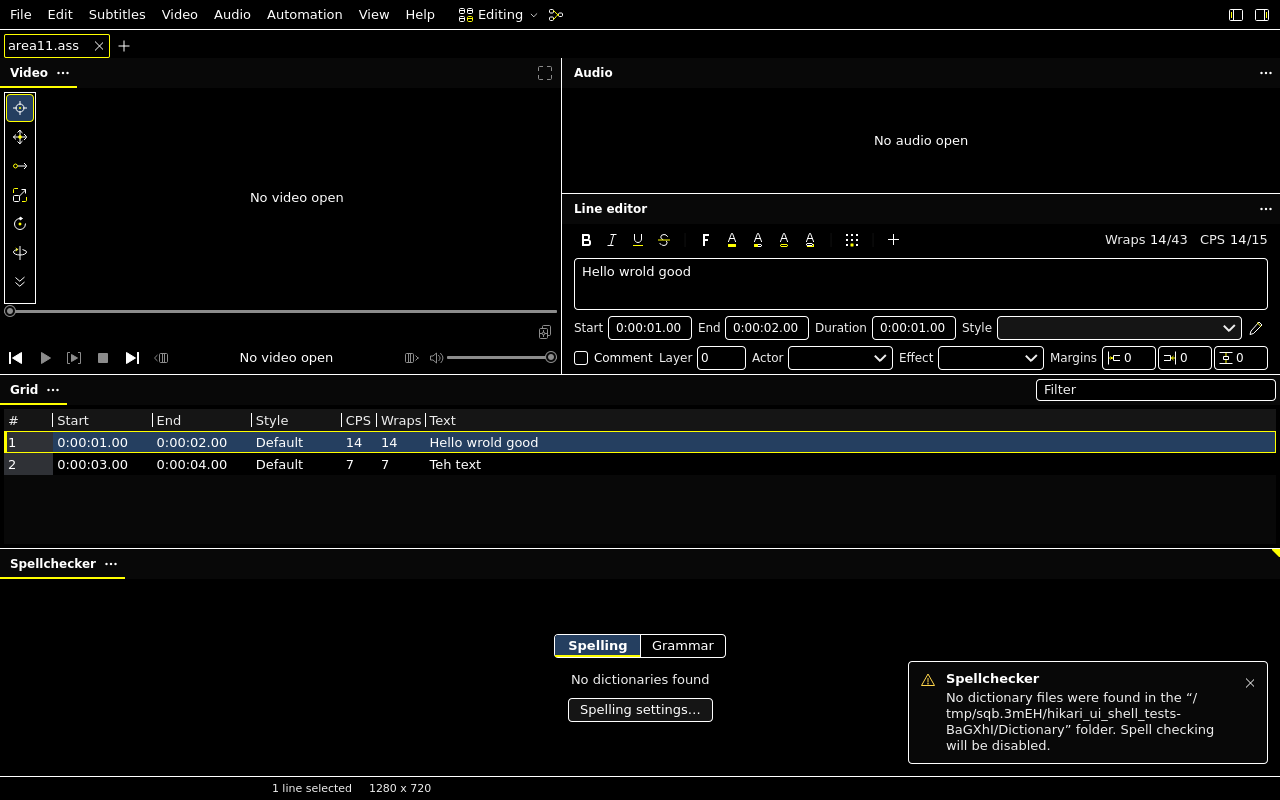 File Edit Subtitles Video Audio Automation View Help Editing
area11.ass
Video ···
No video open
No video open
Audio ···
No audio open
Line editor ···
B I U S F A A A A Wraps 14/43 CPS 14/15
Hello wrold good
Start 0:00:01.00 End 0:00:02.00 Duration 0:00:01.00 Style
Comment Layer 0 Actor Effect Margins 0 0 0
Grid ··· Filter
# Start End Style CPS Wraps Text
1 0:00:01.00 0:00:02.00 Default 14 14 Hello wrold good
2 0:00:03.00 0:00:04.00 Default 7 7 Teh text
Spellchecker ···
Spelling Grammar
No dictionaries found
Spelling settings...
Spellchecker
No dictionary files were found in the “/
tmp/sqb.3mEH/hikari_ui_shell_tests-
BaGXhI/Dictionary” folder. Spell checking
will be disabled.
1 line selected 1280 x 720